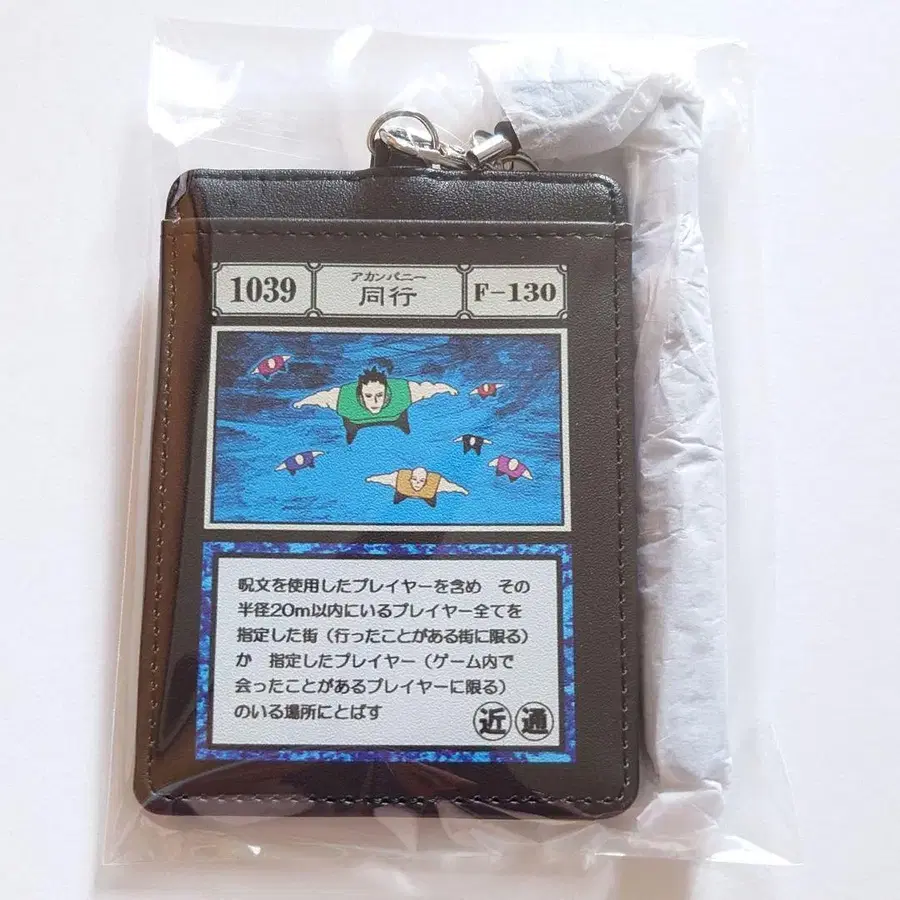 1039
アカンパニー
同行
F-130
呪文を使用したプレイヤーを含め その
半径20m以内にいるプレイヤー全てを
指定した街（行ったことがある街に限る）
か 指定したプレイヤー（ゲーム内で
会ったことがあるプレイヤーに限る）
のいる場所にとばす
近 通